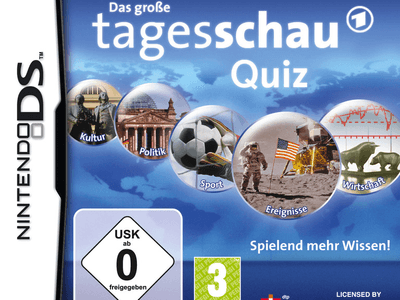 Das große
tagesschau
Quiz
NINTENDO DS
TM
Kultur
Politik
Sport
Ereignisse
Wirtschaft
Spielend mehr Wissen!
USK
ab
0
freigegeben
3
LICENSED BY